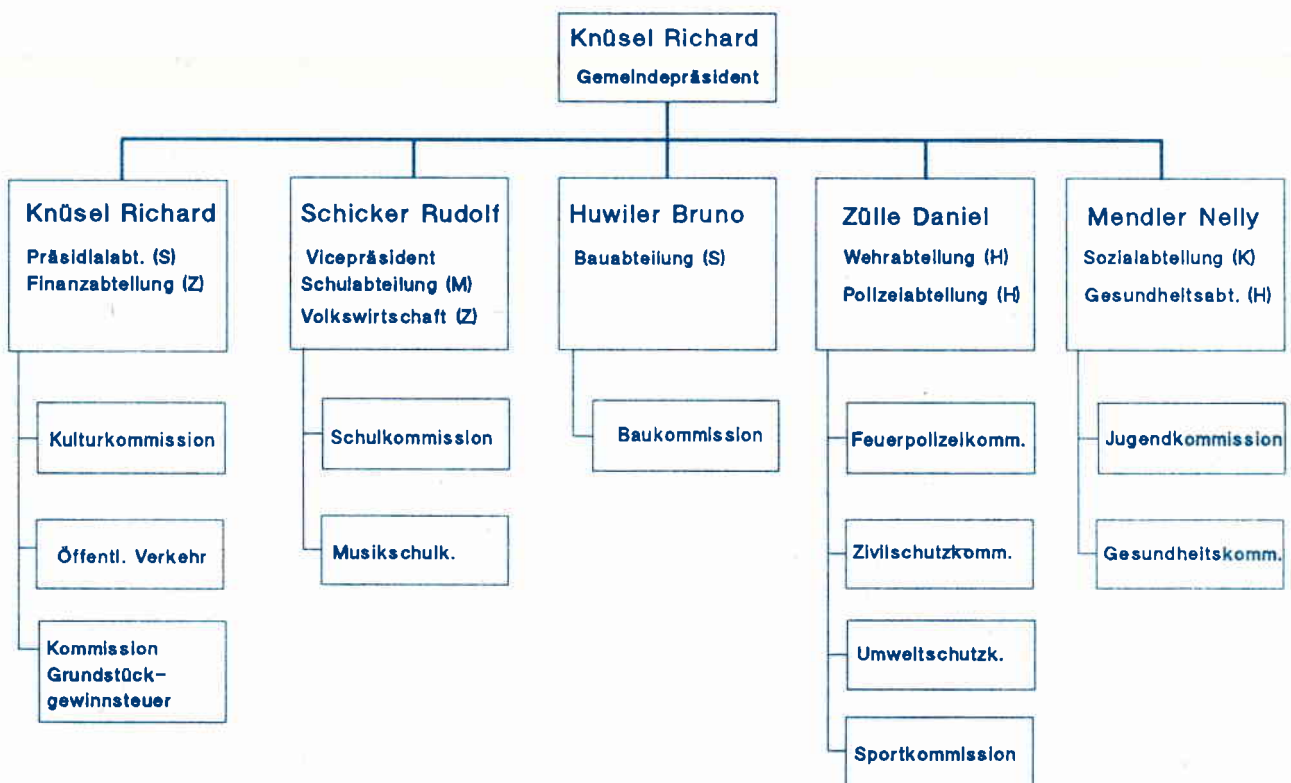 Knüsel Richard
Gemeindepräsident
Knüsel Richard
Präsidialabt. (S)
Finanzabteilung (Z)
Kulturkommission
Öffentl. Verkehr
Kommission
Grundstück-
gewinnsteuer
Schicker Rudolf
Vicepräsident
Schulabteilung (M)
Volkswirtschaft (Z)
Schulkommission
Musikschulk.
Huwiler Bruno
Bauabteilung (S)
Baukommission
Zülle Daniel
Wehrabteilung (H)
Polizeiabteilung (H)
Feuerpolizeikomm.
Zivilschutzkomm.
Umweltschutzk.
Sportkommission
Mendler Nelly
Sozialabteilung (K)
Gesundheitsabt. (H)
Jugendkommission
Gesundheitskomm.